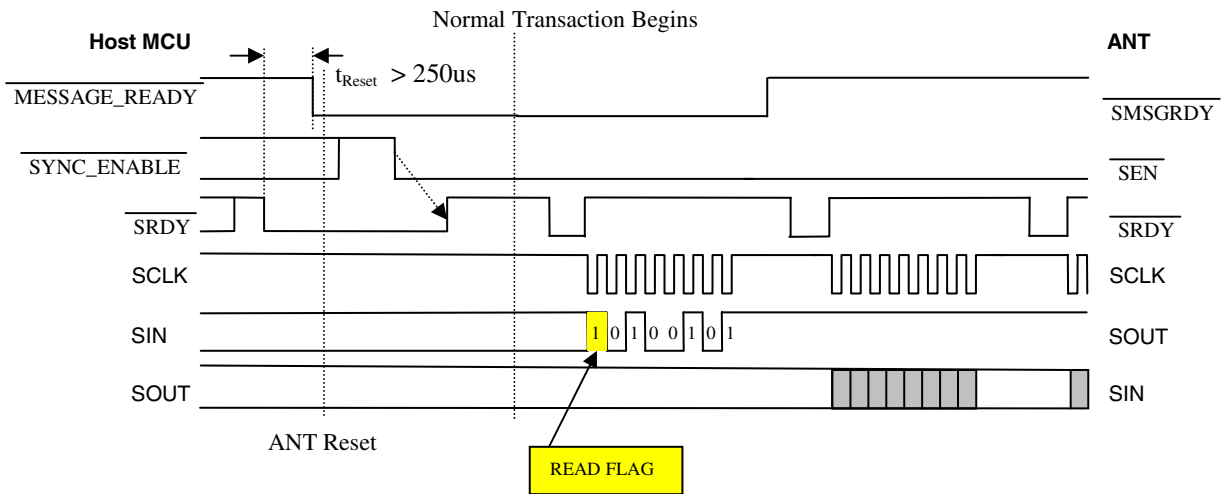 Normal Transaction Begins
Host MCU
ANT
tReset > 250us
MESSAGE_READY
SMSGRDY
SYNC_ENABLE
SEN
SRDY
SRDY
SCLK
SCLK
SIN
1 0 1 0 0 1 0 1
SOUT
SOUT
SIN
ANT Reset
READ FLAG